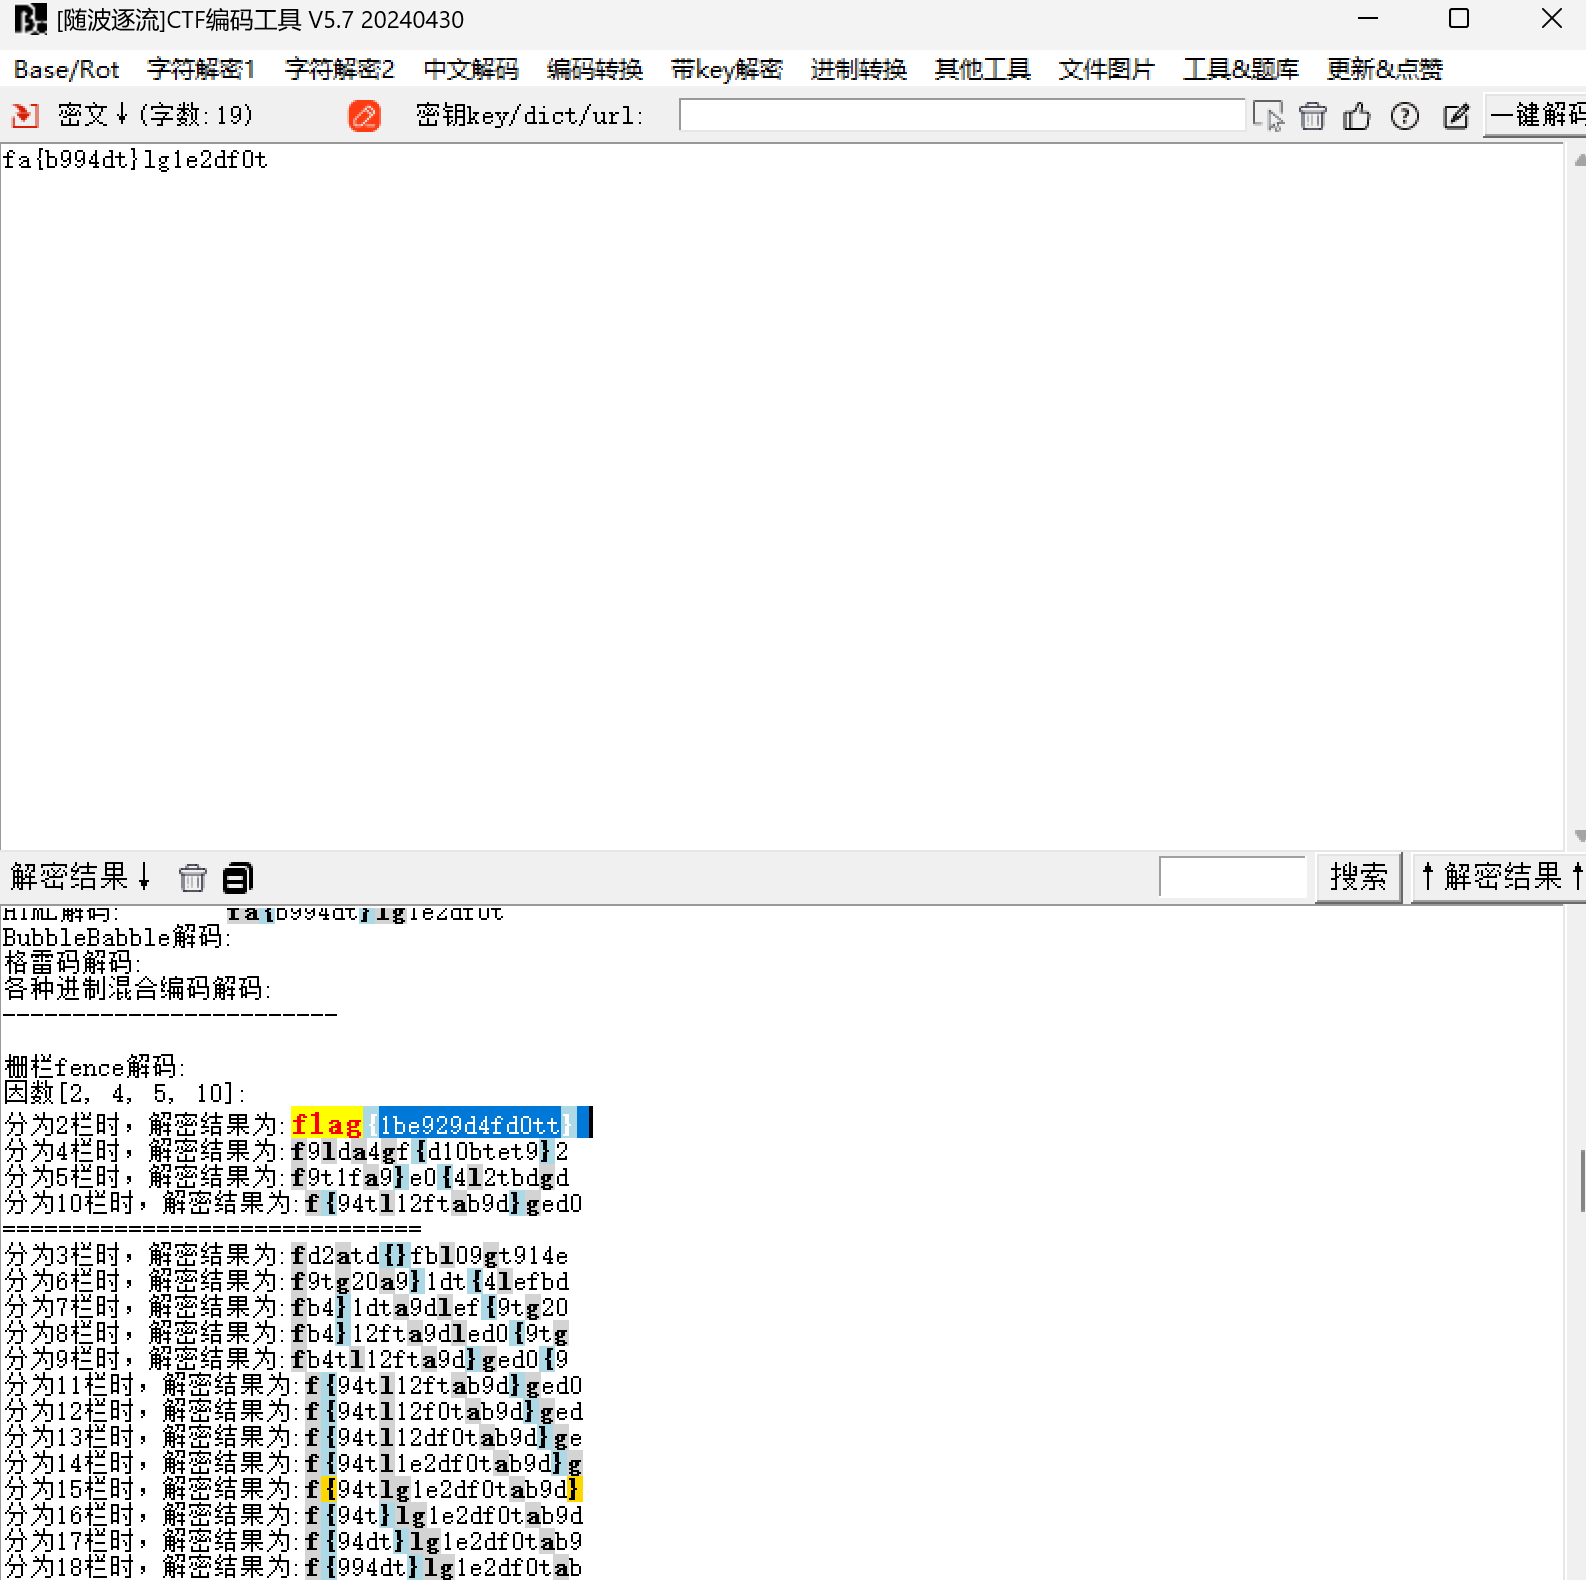 [随波逐流]CTF编码工具 V5.7 20240430
Base/Rot 字符解密1 字符解密2 中文解码 编码转换 带key解密 进制转换 其他工具 文件图片 工具&题库 更新&点赞
密文↓(字数:19) 密钥key/dict/url: 一键解码
fa{b994dt}lg1e2df0t
解密结果↓ 搜索 ↑解密结果↑
HTML解码: fa{b994dt}lg1e2df0t
BubbleBabble解码:
格雷码解码:
各种进制混合编码解码:
------------------------
栅栏fence解码:
因数[2, 4, 5, 10]:
分为2栏时，解密结果为:flag{1be929d4fd0tt}
分为4栏时，解密结果为:f9lda4gf{d10btet9}2
分为5栏时，解密结果为:f9t1fa9}e0{4l2tbdgd
分为10栏时，解密结果为:f{94tl12ftab9d}ged0
==============================
分为3栏时，解密结果为:fd2atd{}fbl09gt914e
分为6栏时，解密结果为:f9tg20a9}1dt{4lefbd
分为7栏时，解密结果为:fb4}1dta9dlef{9tg20
分为8栏时，解密结果为:fb4}12fta9dled0{9tg
分为9栏时，解密结果为:fb4tl12fta9d}ged0{9
分为11栏时，解密结果为:f{94tl12ftab9d}ged0
分为12栏时，解密结果为:f{94tl12f0tab9d}ged
分为13栏时，解密结果为:f{94tl12df0tab9d}ge
分为14栏时，解密结果为:f{94tl1e2df0tab9d}g
分为15栏时，解密结果为:f{94tlg1e2df0tab9d}
分为16栏时，解密结果为:f{94t}lg1e2df0tab9d
分为17栏时，解密结果为:f{94dt}lg1e2df0tab9
分为18栏时，解密结果为:f{994dt}lg1e2df0tab